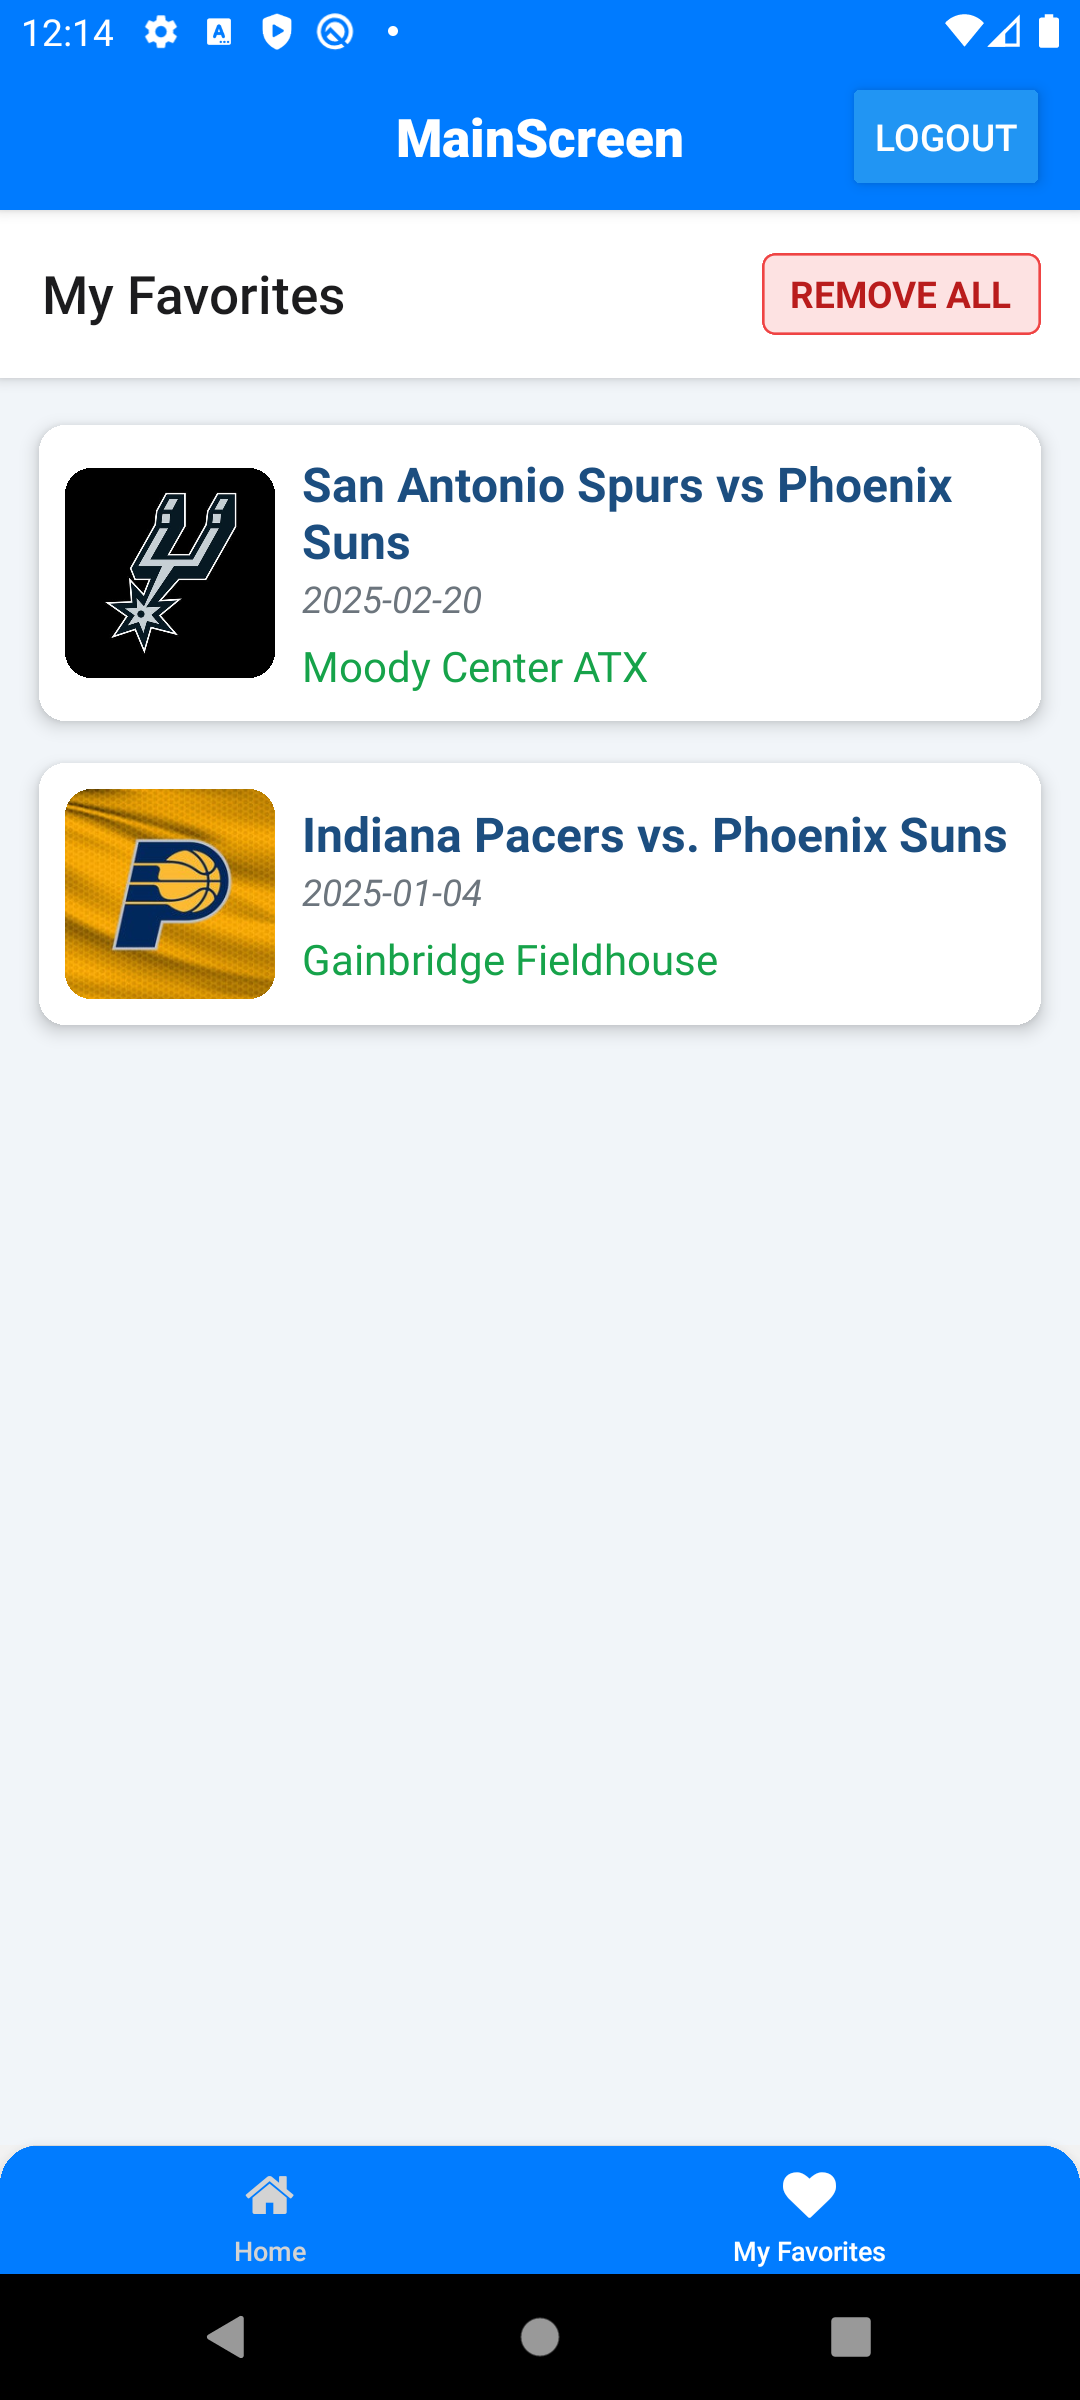 12:14
MainScreen
LOGOUT
My Favorites
REMOVE ALL
San Antonio Spurs vs Phoenix
Suns
2025-02-20
Moody Center ATX
Indiana Pacers vs. Phoenix Suns
2025-01-04
Gainbridge Fieldhouse
Home
My Favorites